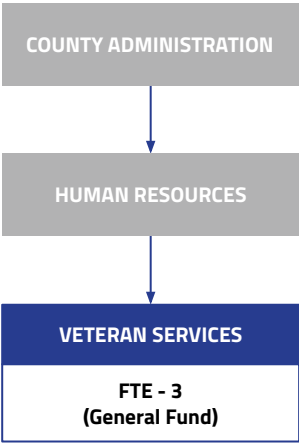 COUNTY ADMINISTRATION
HUMAN RESOURCES
VETERAN SERVICES
FTE - 3
(General Fund)